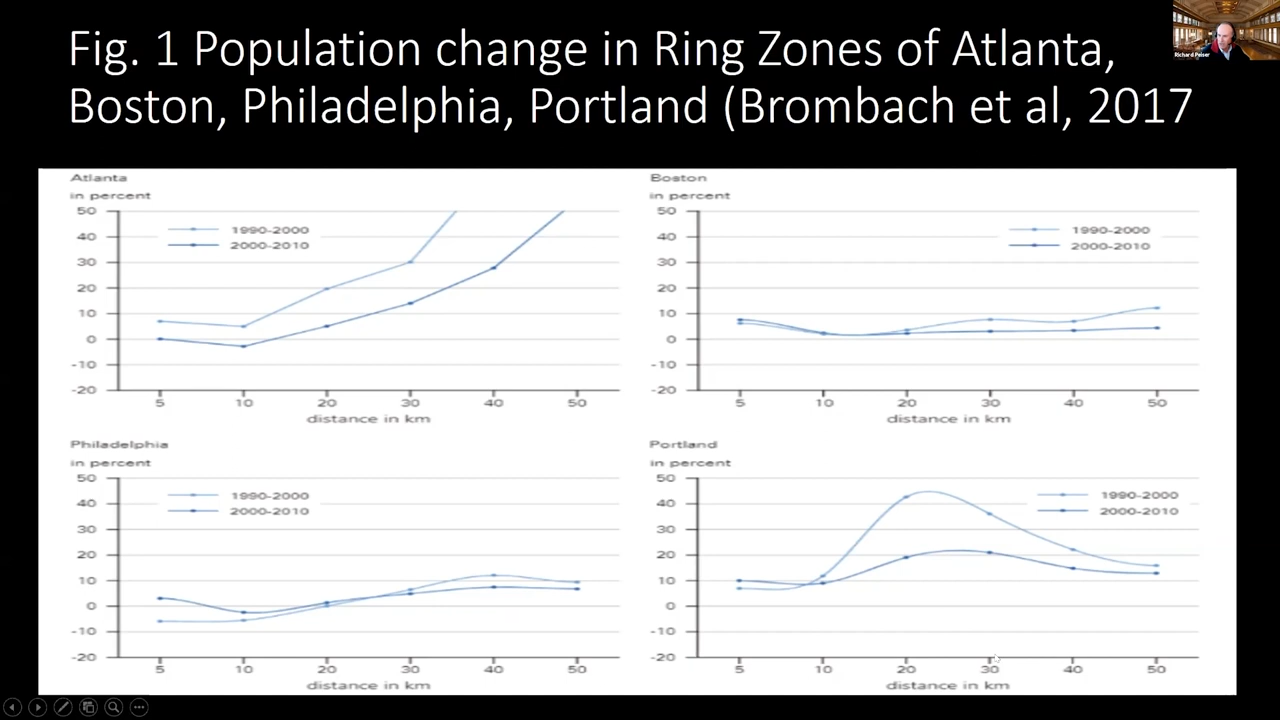 Fig. 1 Population change in Ring Zones of Atlanta,
Boston, Philadelphia, Portland (Brombach et al, 2017
Richard Peiser
Atlanta
in percent
50
40
30
20
10
0
-10
-20
1990-2000
2000-2010
5 10 20 30 40 50
distance in km
Boston
in percent
50
40
30
20
10
0
-10
-20
1990-2000
2000-2010
5 10 20 30 40 50
distance in km
Philadelphia
in percent
50
40
30
20
10
0
-10
-20
1990-2000
2000-2010
5 10 20 30 40 50
distance in km
Portland
in percent
50
40
30
20
10
0
-10
-20
1990-2000
2000-2010
5 10 20 30 40 50
distance in km